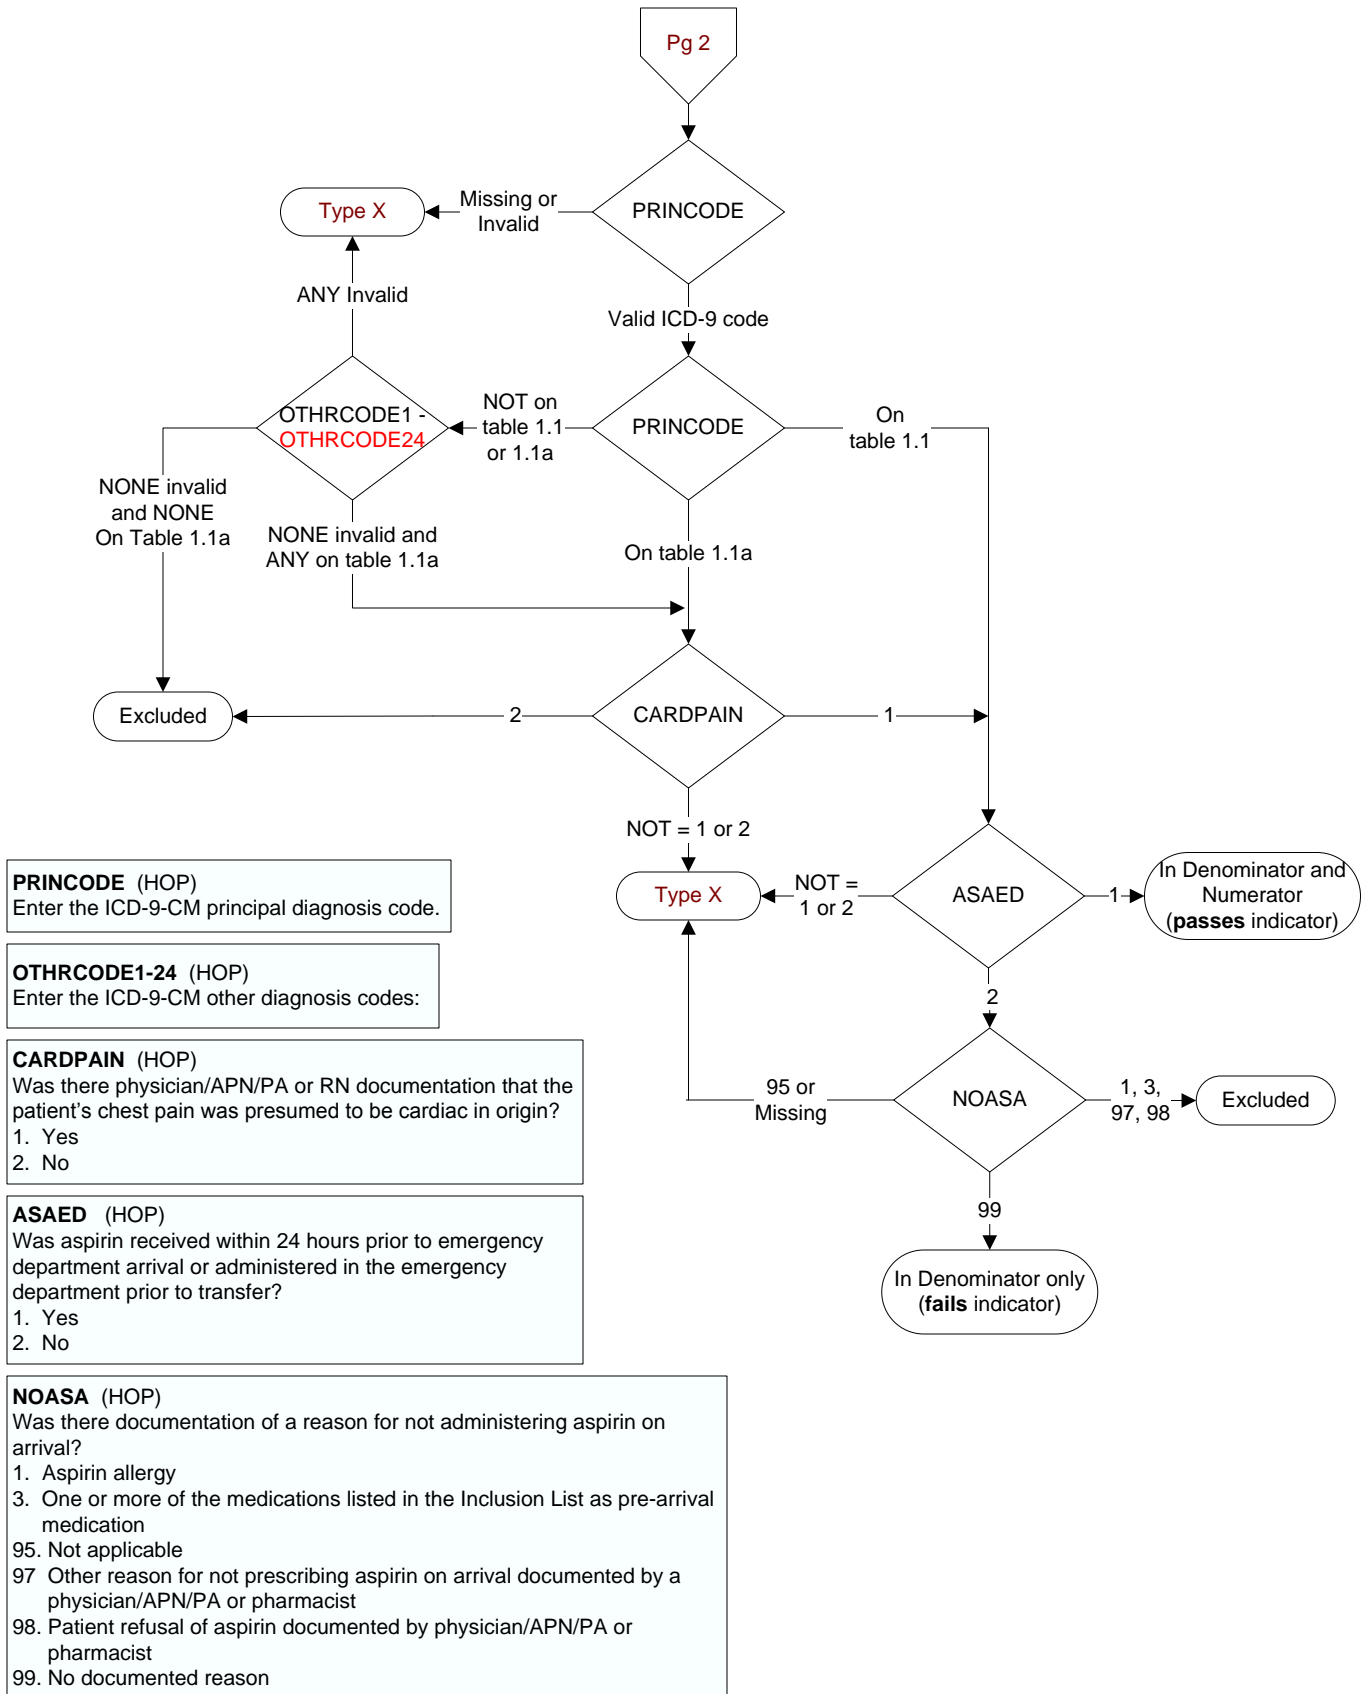 Pg 2
PRINCODE
Missing or
Invalid
Type X
ANY Invalid
Valid ICD-9 code
OTHRCODE1 -
OTHRCODE24
NOT on
table 1.1
or 1.1a
PRINCODE
On
table 1.1
NONE invalid
and NONE
On Table 1.1a
NONE invalid and
ANY on table 1.1a
On table 1.1a
Excluded
2
CARDPAIN
1
NOT = 1 or 2
Type X
NOT =
1 or 2
ASAED
1
In Denominator and
Numerator
(passes indicator)
2
95 or
Missing
NOASA
1, 3,
97, 98
Excluded
99
In Denominator only
(fails indicator)
PRINCODE (HOP)
Enter the ICD-9-CM principal diagnosis code.
OTHRCODE1-24 (HOP)
Enter the ICD-9-CM other diagnosis codes:
CARDPAIN (HOP)
Was there physician/APN/PA or RN documentation that the
patient's chest pain was presumed to be cardiac in origin?
1. Yes
2. No
ASAED (HOP)
Was aspirin received within 24 hours prior to emergency
department arrival or administered in the emergency
department prior to transfer?
1. Yes
2. No
NOASA (HOP)
Was there documentation of a reason for not administering aspirin on
arrival?
1. Aspirin allergy
3. One or more of the medications listed in the Inclusion List as pre-arrival
medication
95. Not applicable
97 Other reason for not prescribing aspirin on arrival documented by a
physician/APN/PA or pharmacist
98. Patient refusal of aspirin documented by physician/APN/PA or
pharmacist
99. No documented reason